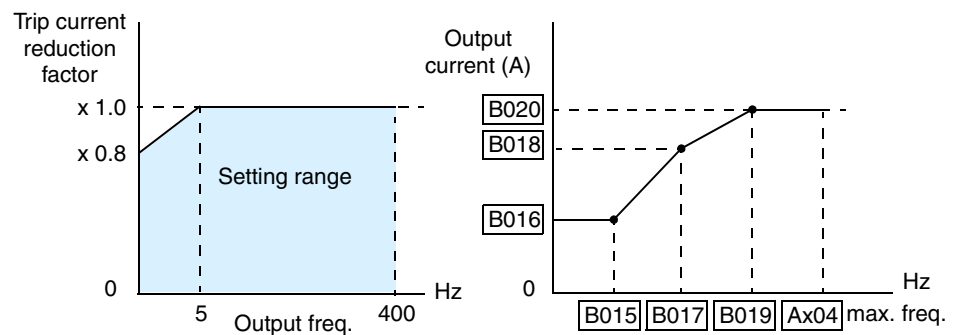 Trip current
reduction
factor
x 1.0
x 0.8
Setting range
0
5
400
Hz
Output freq.
Output
current (A)
B020
B018
B016
0
Hz
B015 B017 B019 Ax04 max. freq.